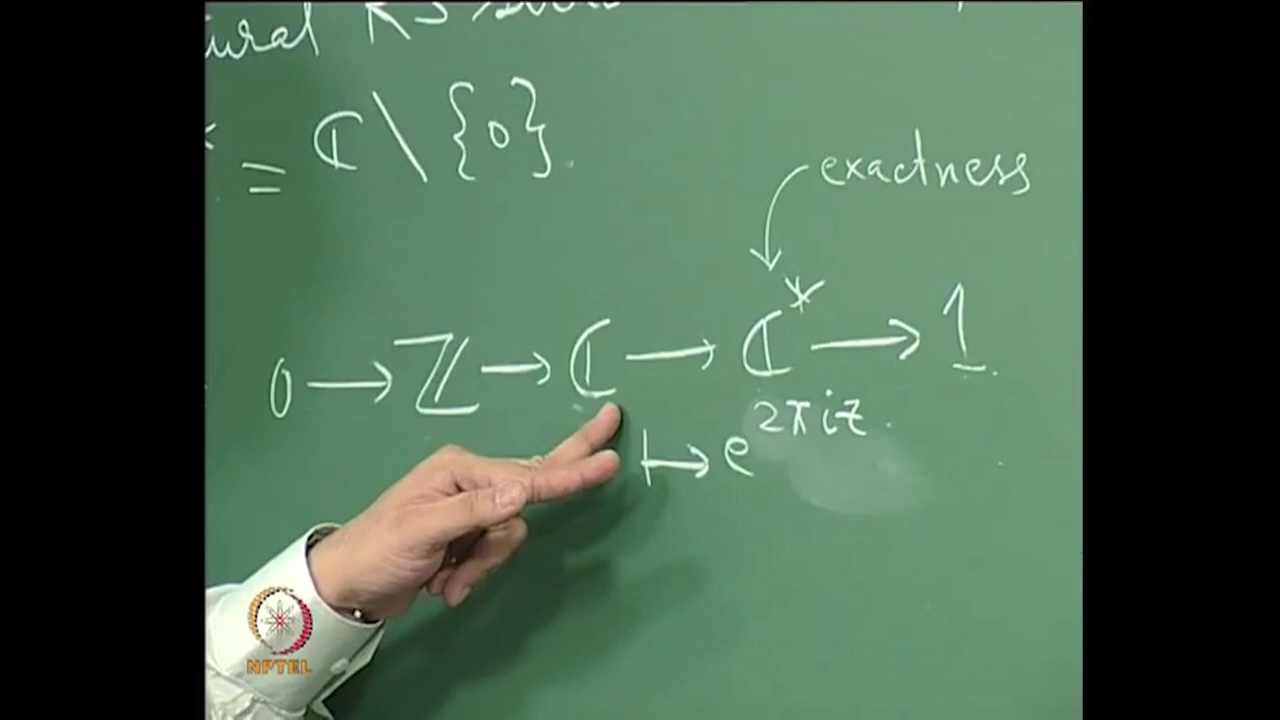 = ℂ \ {0}.
exactness
0 → ℤ → ℂ → ℂ* → 1.
↦ e^{2πiz}.
NPTEL